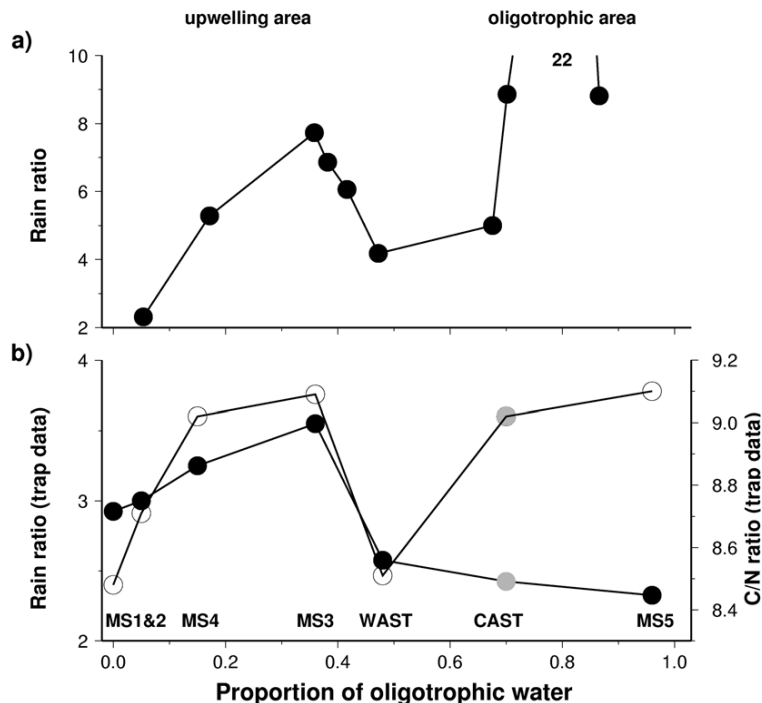 upwelling area oligotrophic area
a)
22
10
8
6
4
2
Rain ratio
b)
4
3
2
Rain ratio (trap data)
9.2
9.0
8.8
8.6
8.4
C/N ratio (trap data)
MS1&2 MS4 MS3 WAST CAST MS5
0.0 0.2 0.4 0.6 0.8 1.0
Proportion of oligotrophic water